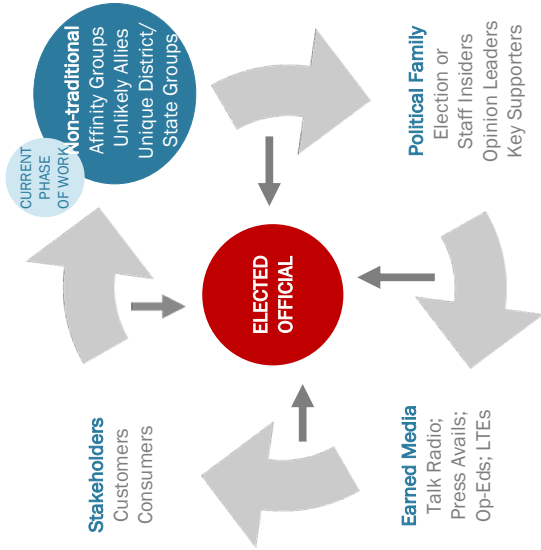 CURRENT
PHASE
OF WORK
Non-traditional
Affinity Groups
Unlikely Allies
Unique District/
State Groups
Political Family
Election or
Staff Insiders
Opinion Leaders
Key Supporters
Earned Media
Talk Radio;
Press Avails;
Op-Eds; LTEs
Stakeholders
Customers
Consumers
ELECTED
OFFICIAL